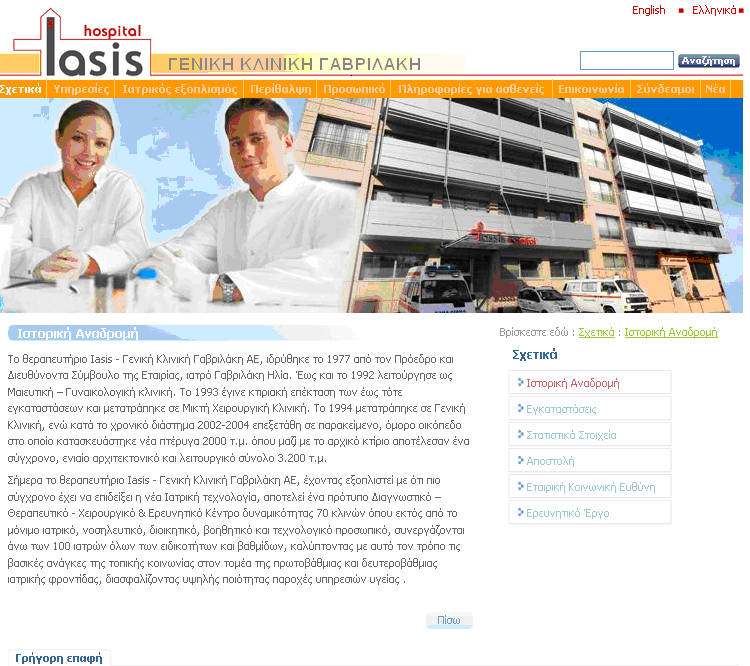 English ▪ Ελληνικά
hospital
Iasis
ΓΕΝΙΚΗ ΚΛΙΝΙΚΗ ΓΑΒΡΙΛΑΚΗ
Αναζήτηση
Σχετικά Υπηρεσίες Ιατρικός εξοπλισμός Περίθαλψη Προσωπικό Πληροφορίες για ασθενείς Επικοινωνία Σύνδεσμοι Νέα
Iasis hospital
Ιστορική Αναδρομή
Βρίσκεστε εδώ : Σχετικά : Ιστορική Αναδρομή
Το θεραπευτήριο Iasis - Γενική Κλινική Γαβριλάκη ΑΕ, ιδρύθηκε το 1977 από τον Πρόεδρο και
Διευθύνοντα Σύμβουλο της Εταιρίας, ιατρό Γαβριλάκη Ηλία. Έως και το 1992 λειτούργησε ως
Μαιευτική – Γυναικολογική κλινική. Το 1993 έγινε κτιριακή επέκταση των έως τότε
εγκαταστάσεων και μετατράπηκε σε Μικτή Χειρουργική Κλινική. Το 1994 μετατράπηκε σε Γενική
Κλινική, ενώ κατά το χρονικό διάστημα 2002-2004 επεξετάθη σε παρακείμενο, όμορο οικόπεδο
στο οποίο κατασκευάστηκε νέα πτέρυγα 2000 τ.μ. όπου μαζί με το αρχικό κτίριο αποτέλεσαν ένα
σύγχρονο, ενιαίο αρχιτεκτονικό και λειτουργικό σύνολο 3.200 τ.μ.
Σήμερα το θεραπευτήριο Iasis - Γενική Κλινική Γαβριλάκη ΑΕ, έχοντας εξοπλιστεί με ότι πιο
σύγχρονο έχει να επιδείξει η νέα Ιατρική τεχνολογία, αποτελεί ένα πρότυπο Διαγνωστικό –
Θεραπευτικό - Χειρουργικό & Ερευνητικό Κέντρο δυναμικότητας 70 κλινών όπου εκτός από το
μόνιμο ιατρικό, νοσηλευτικό, διοικητικό, βοηθητικό και τεχνολογικό προσωπικό, συνεργάζονται
άνω των 100 ιατρών όλων των ειδικοτήτων και βαθμίδων, καλύπτοντας με αυτό τον τρόπο τις
βασικές ανάγκες της τοπικής κοινωνίας στον τομέα της πρωτοβάθμιας και δευτεροβάθμιας
ιατρικής φροντίδας, διασφαλίζοντας υψηλής ποιότητας παροχές υπηρεσιών υγείας .
Πίσω
Σχετικά
Ιστορική Αναδρομή
Εγκαταστάσεις
Στατιστικά Στοιχεία
Αποστολή
Εταιρική Κοινωνική Ευθύνη
Ερευνητικό Έργο
Γρήγορη επαφή